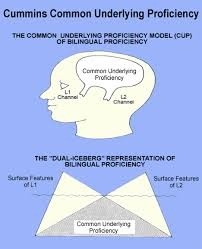 Cummins Common Underlying Proficiency
THE COMMON UNDERLYING PROFICIENCY MODEL (CUP)
OF BILINGUAL PROFICIENCY
Common Underlying
Proficiency
L1
Channel
L2
Channel
THE "DUAL-ICEBERG" REPRESENTATION OF
BILINGUAL PROFICIENCY
Surface Features
of L1
Surface Features
of L2
Common Underlying
Proficiency